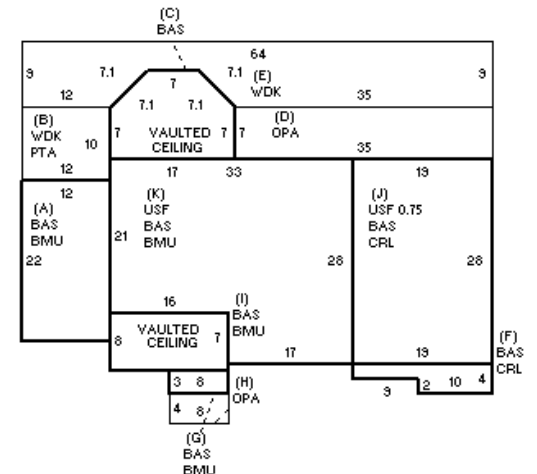 (C)
BAS
64
9
7.1
7
7.1
(E)
WDK
9
12
7.1
7.1
35
(B)
WDK
PTA
10
7
VAULTED
CEILING
7
7
(D)
OPA
12
35
12
17
33
19
(A)
BAS
BMU
(K)
USF
BAS
BMU
(J)
USF 0.75
BAS
CRL
21
22
28
28
16
(I)
BAS
BMU
VAULTED
CEILING
8
7
17
19
(F)
BAS
CRL
3
8
(H)
OPA
9
2
10
4
4
8
(G)
BAS
BMU